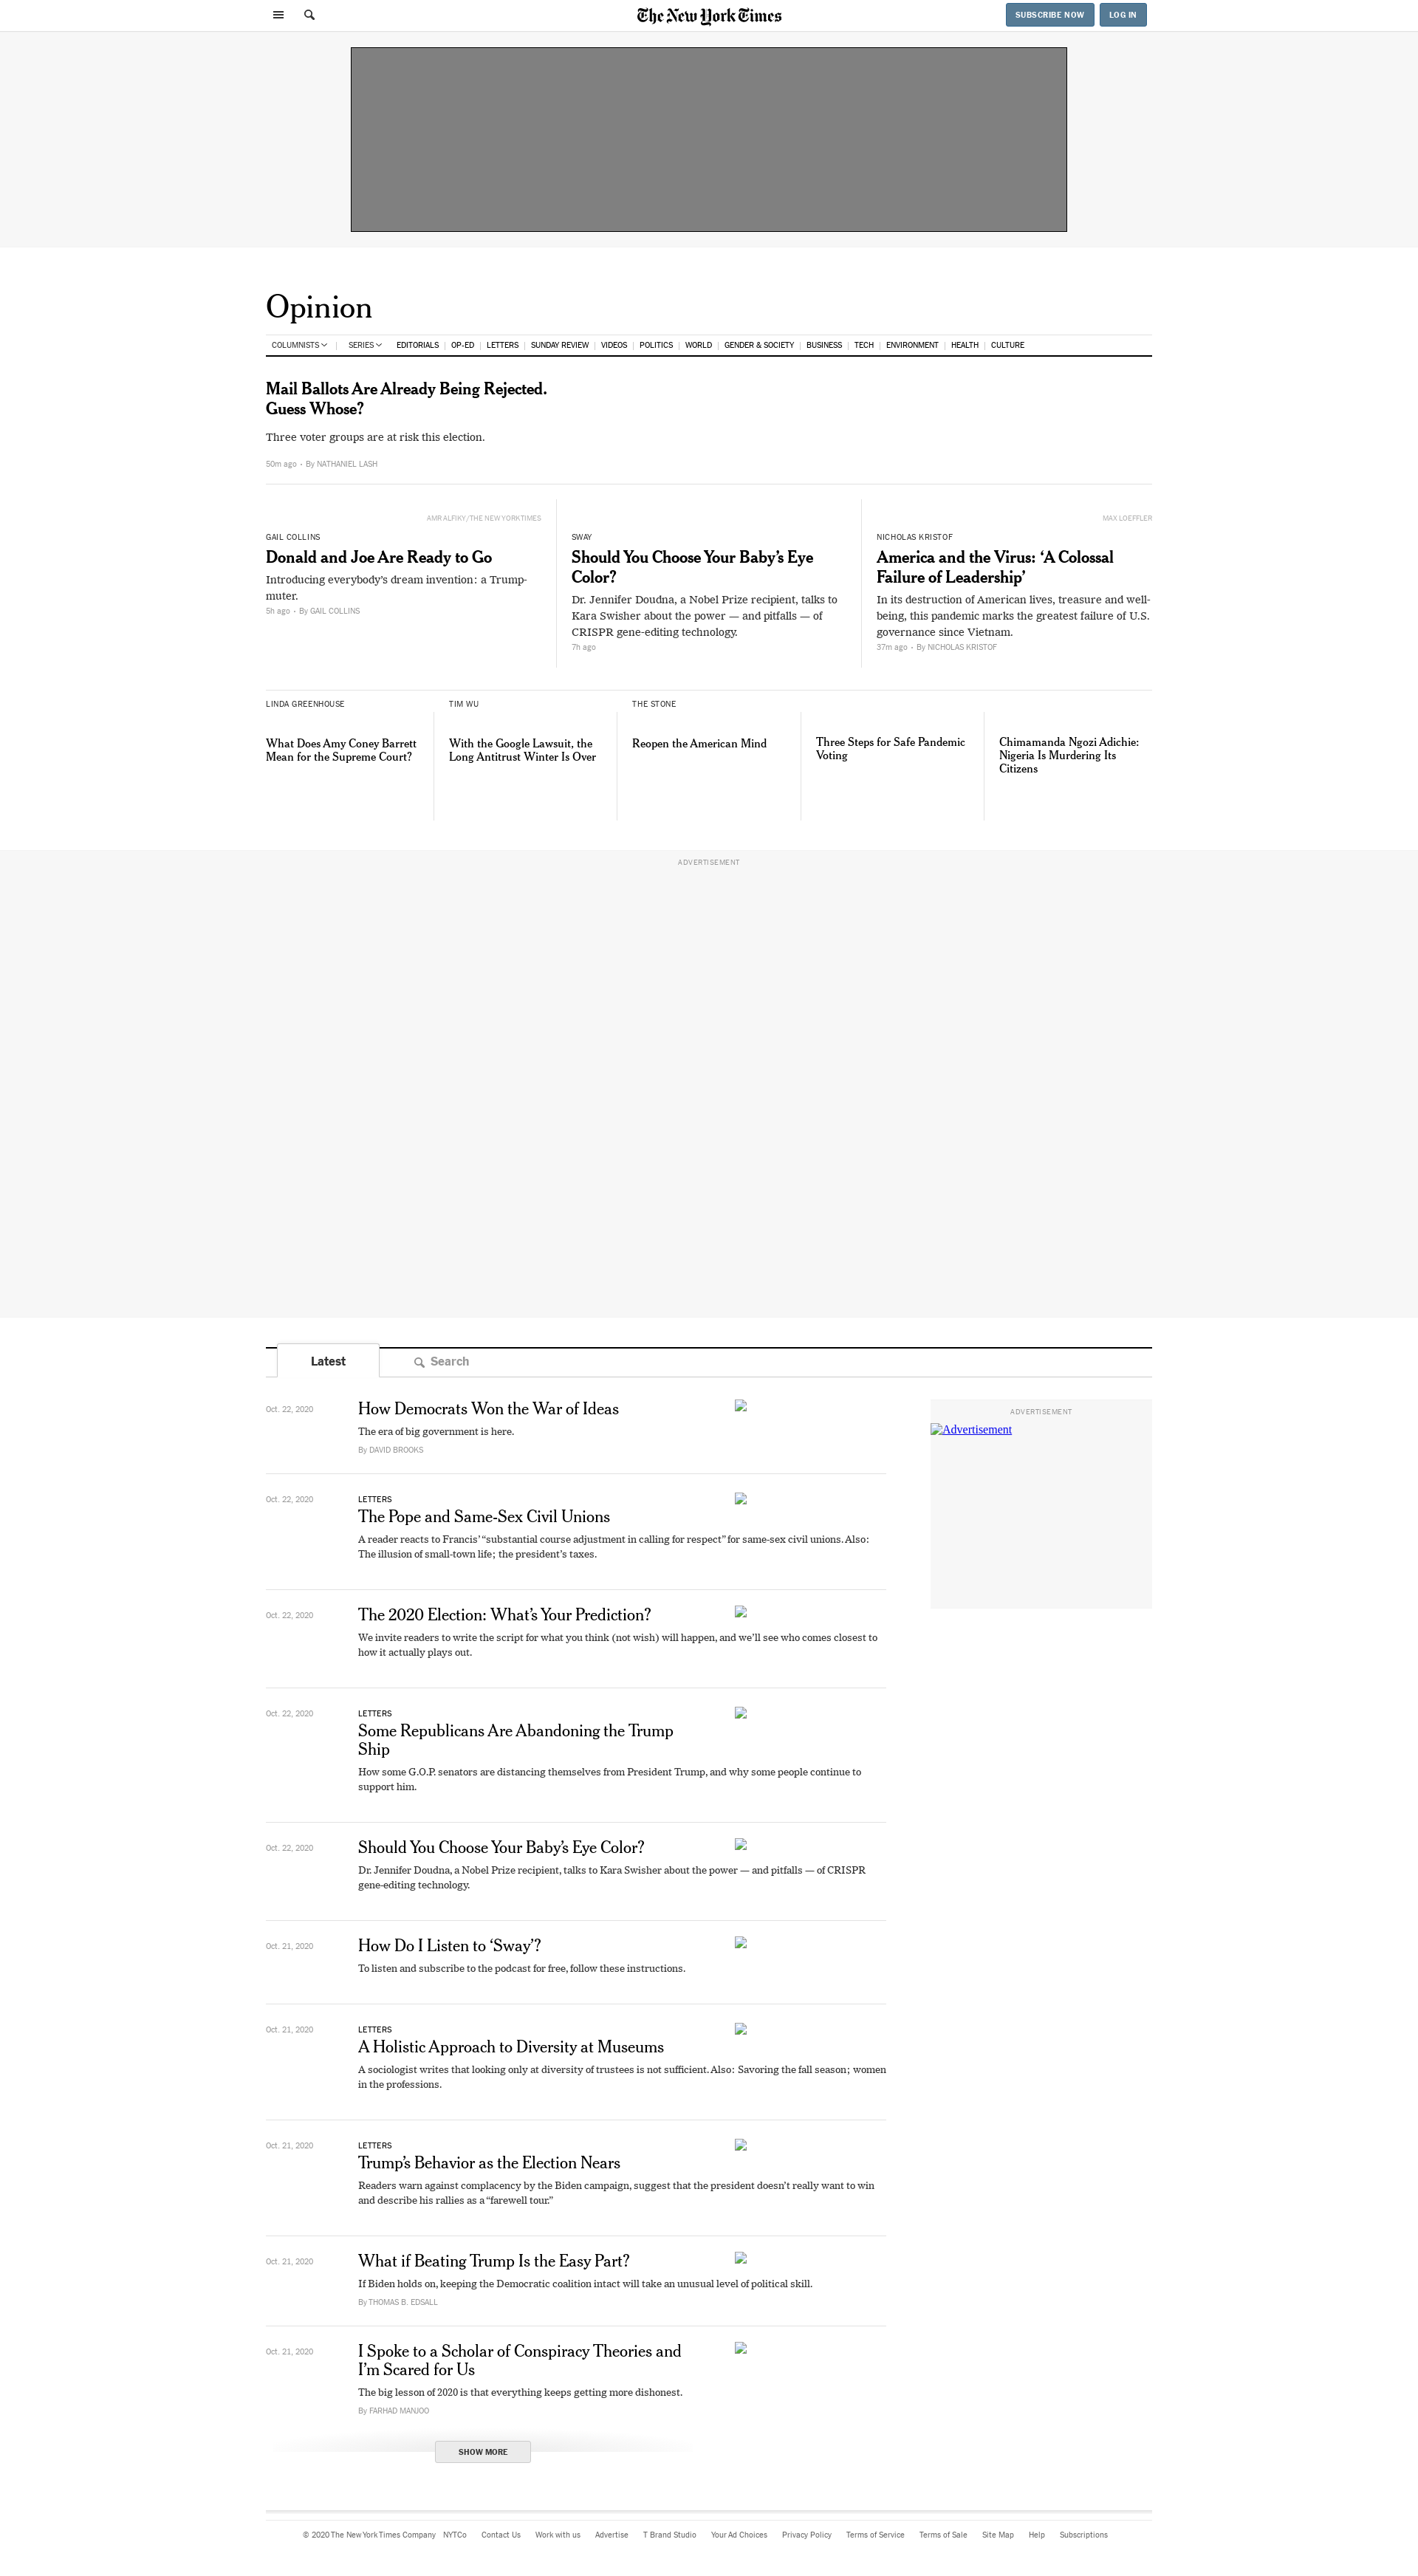 The New York Times
SUBSCRIBE NOW
LOG IN
Opinion
COLUMNISTS | SERIES EDITORIALS | OP-ED | LETTERS | SUNDAY REVIEW | VIDEOS | POLITICS | WORLD | GENDER & SOCIETY | BUSINESS | TECH | ENVIRONMENT | HEALTH | CULTURE
Mail Ballots Are Already Being Rejected.
Guess Whose?
Three voter groups are at risk this election.
50m ago • By NATHANIEL LASH
AMR ALFIKY/THE NEW YORK TIMES
GAIL COLLINS
Donald and Joe Are Ready to Go
Introducing everybody’s dream invention: a Trump-
muter.
5h ago • By GAIL COLLINS
SWAY
Should You Choose Your Baby’s Eye
Color?
Dr. Jennifer Doudna, a Nobel Prize recipient, talks to
Kara Swisher about the power — and pitfalls — of
CRISPR gene-editing technology.
7h ago
MAX LOEFFLER
NICHOLAS KRISTOF
America and the Virus: ‘A Colossal
Failure of Leadership’
In its destruction of American lives, treasure and well-
being, this pandemic marks the greatest failure of U.S.
governance since Vietnam.
37m ago • By NICHOLAS KRISTOF
LINDA GREENHOUSE
What Does Amy Coney Barrett
Mean for the Supreme Court?
TIM WU
With the Google Lawsuit, the
Long Antitrust Winter Is Over
THE STONE
Reopen the American Mind
Three Steps for Safe Pandemic
Voting
Chimamanda Ngozi Adichie:
Nigeria Is Murdering Its
Citizens
ADVERTISEMENT
Latest
Search
Oct. 22, 2020
How Democrats Won the War of Ideas
The era of big government is here.
By DAVID BROOKS
ADVERTISEMENT
Advertisement
Oct. 22, 2020
LETTERS
The Pope and Same-Sex Civil Unions
A reader reacts to Francis’ “substantial course adjustment in calling for respect” for same-sex civil unions. Also:
The illusion of small-town life; the president’s taxes.
Oct. 22, 2020
The 2020 Election: What’s Your Prediction?
We invite readers to write the script for what you think (not wish) will happen, and we’ll see who comes closest to
how it actually plays out.
Oct. 22, 2020
LETTERS
Some Republicans Are Abandoning the Trump
Ship
How some G.O.P. senators are distancing themselves from President Trump, and why some people continue to
support him.
Oct. 22, 2020
Should You Choose Your Baby’s Eye Color?
Dr. Jennifer Doudna, a Nobel Prize recipient, talks to Kara Swisher about the power — and pitfalls — of CRISPR
gene-editing technology.
Oct. 21, 2020
How Do I Listen to ‘Sway’?
To listen and subscribe to the podcast for free, follow these instructions.
Oct. 21, 2020
LETTERS
A Holistic Approach to Diversity at Museums
A sociologist writes that looking only at diversity of trustees is not sufficient. Also: Savoring the fall season; women
in the professions.
Oct. 21, 2020
LETTERS
Trump’s Behavior as the Election Nears
Readers warn against complacency by the Biden campaign, suggest that the president doesn’t really want to win
and describe his rallies as a “farewell tour.”
Oct. 21, 2020
What if Beating Trump Is the Easy Part?
If Biden holds on, keeping the Democratic coalition intact will take an unusual level of political skill.
By THOMAS B. EDSALL
Oct. 21, 2020
I Spoke to a Scholar of Conspiracy Theories and
I’m Scared for Us
The big lesson of 2020 is that everything keeps getting more dishonest.
By FARHAD MANJOO
SHOW MORE
© 2020 The New York Times Company NYTCo Contact Us Work with us Advertise T Brand Studio Your Ad Choices Privacy Policy Terms of Service Terms of Sale Site Map Help Subscriptions